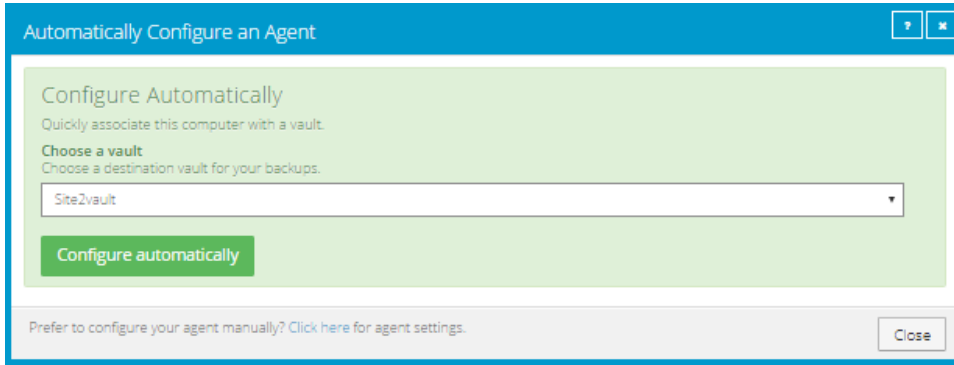 Automatically Configure an Agent
? ×
Configure Automatically
Quickly associate this computer with a vault.
Choose a vault
Choose a destination vault for your backups.
Site2vault
Configure automatically
Prefer to configure your agent manually? Click here for agent settings.
Close